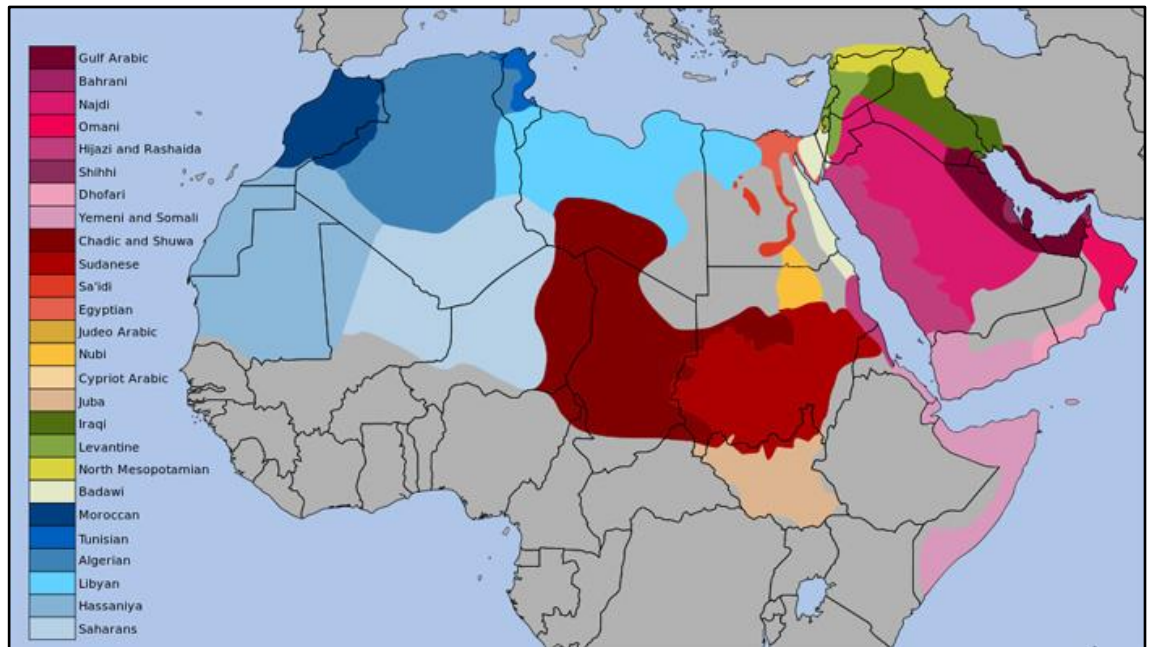 Gulf Arabic
Bahrani
Najdi
Omani
Hijazi and Rashaida
Shihhi
Dhofari
Yemeni and Somali
Chadic and Shuwa
Sudanese
Sa'idi
Egyptian
Judeo Arabic
Nubi
Cypriot Arabic
Juba
Iraqi
Levantine
North Mesopotamian
Badawi
Moroccan
Tunisian
Algerian
Libyan
Hassaniya
Saharans